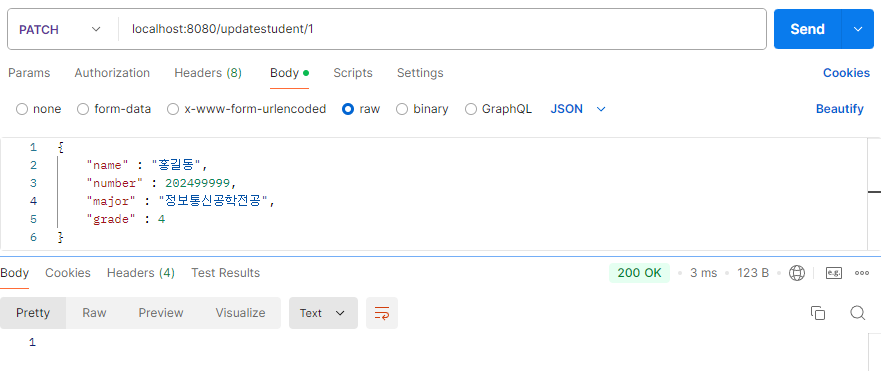 PATCH localhost:8080/updatestudent/1 Send
Params Authorization Headers (8) Body Scripts Settings Cookies
none form-data x-www-form-urlencoded raw binary GraphQL JSON Beautify
1 {
2 "name" : "홍길동",
3 "number" : 202499999,
4 "major" : "정보통신공학전공",
5 "grade" : 4
6 }
Body Cookies Headers (4) Test Results 200 OK 3 ms 123 B e.g.
Pretty Raw Preview Visualize Text
1